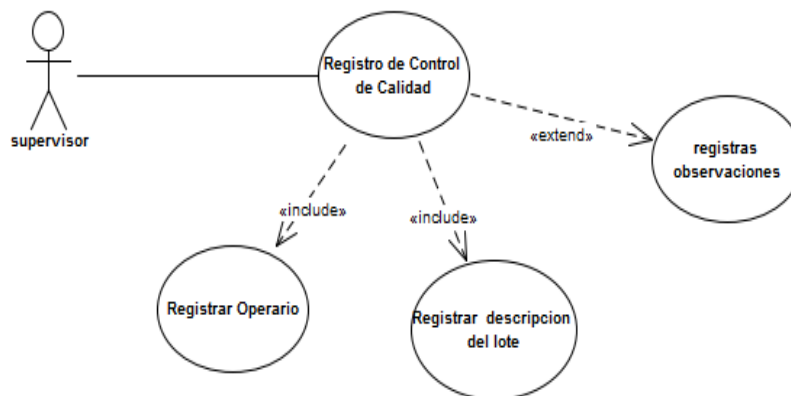 Registro de Control
de Calidad
supervisor
«extend»
registras
observaciones
«include»
«include»
Registrar Operario
Registrar descripcion
del lote